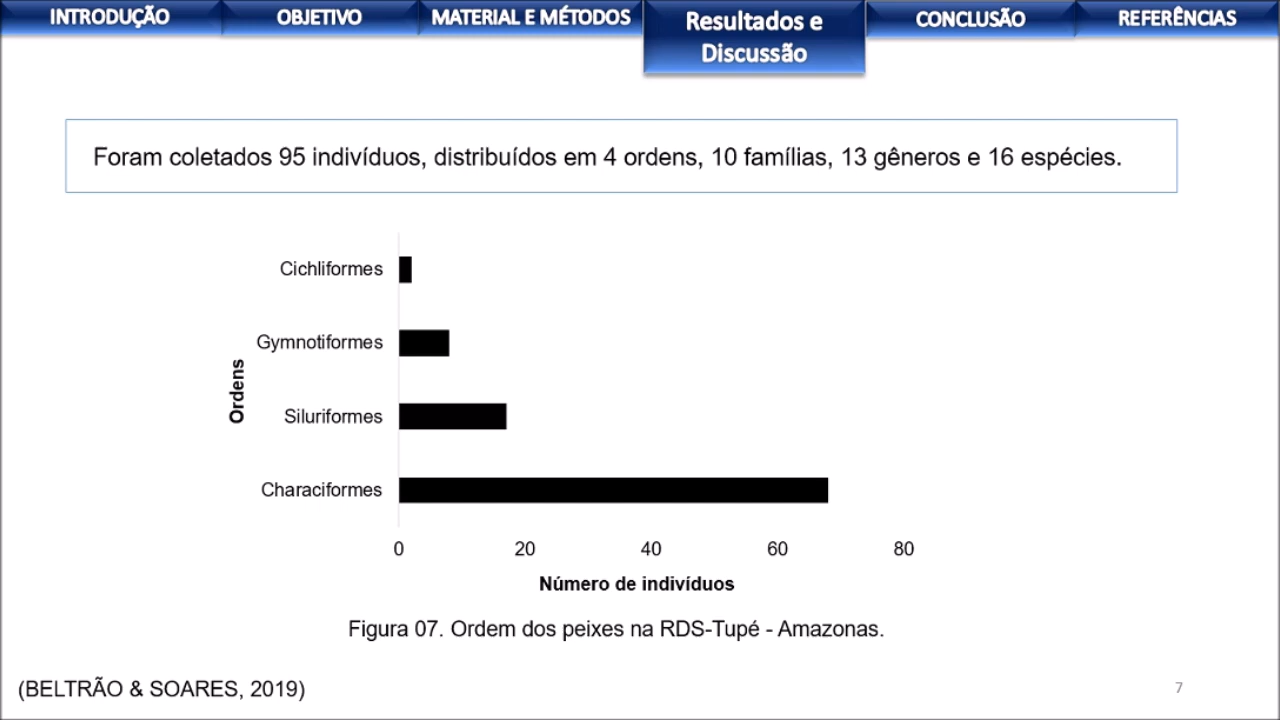 INTRODUÇÃO
OBJETIVO
MATERIAL E MÉTODOS
Resultados e
Discussão
CONCLUSÃO
REFERÊNCIAS
Foram coletados 95 indivíduos, distribuídos em 4 ordens, 10 famílias, 13 gêneros e 16 espécies.
Cichliformes
Gymnotiformes
Siluriformes
Characiformes
Ordens
0 20 40 60 80
Número de indivíduos
Figura 07. Ordem dos peixes na RDS-Tupé - Amazonas.
(BELTRÃO & SOARES, 2019)
7